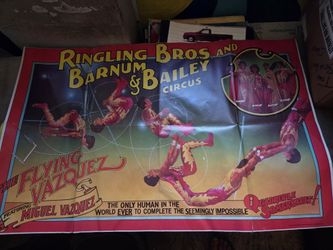 RINGLING BROS. AND
BARNUM & BAILEY
CIRCUS
THE FLYING
VAZQUEZ
FEATURING
MIGUEL VAZQUEZ
THE ONLY HUMAN IN THE
WORLD EVER TO COMPLETE THE SEEMINGLY IMPOSSIBLE
QUADRUPLE
SOMERSAULT!